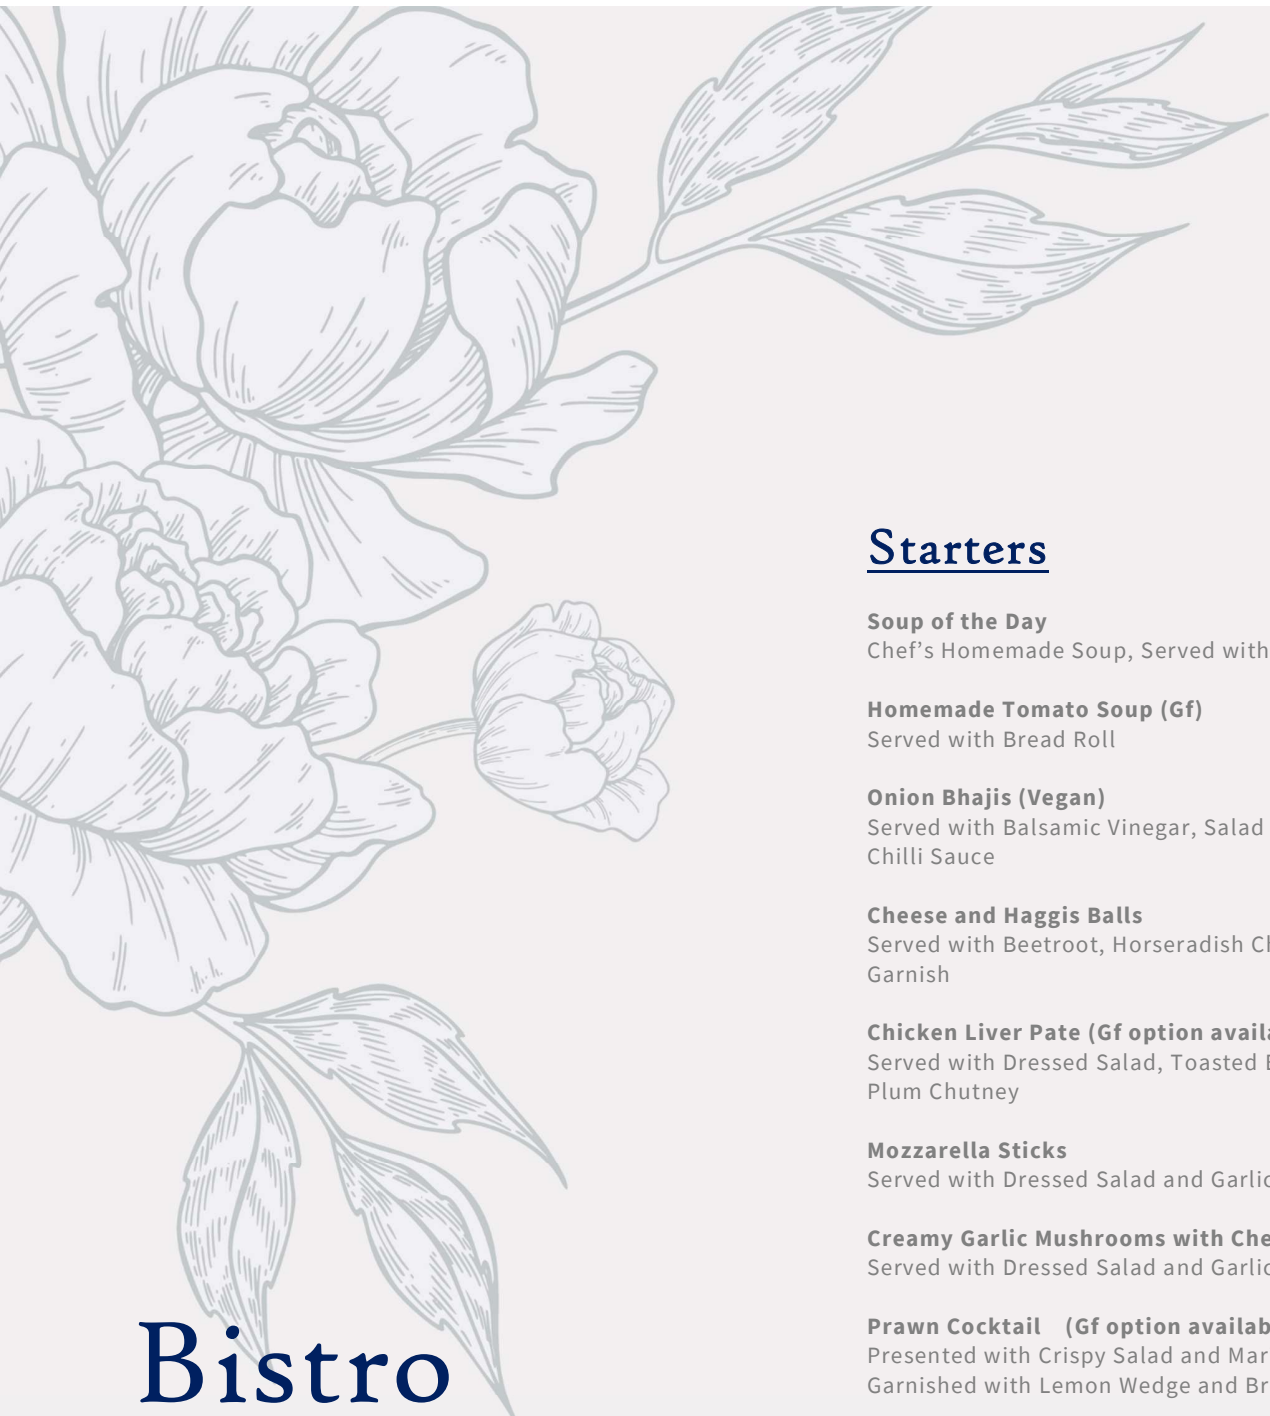 Starters
Soup of the Day
Chef’s Homemade Soup, Served with
Homemade Tomato Soup (Gf)
Served with Bread Roll
Onion Bhajis (Vegan)
Served with Balsamic Vinegar, Salad
Chilli Sauce
Cheese and Haggis Balls
Served with Beetroot, Horseradish
Garnish
Chicken Liver Pate (Gf option
Served with Dressed Salad, Toasted
Plum Chutney
Mozzarella Sticks
Served with Dressed Salad and
Creamy Garlic Mushrooms with
Served with Dressed Salad and
Prawn Cocktail (Gf option
Presented with Crispy Salad and
Garnished with Lemon Wedge and
Bistro